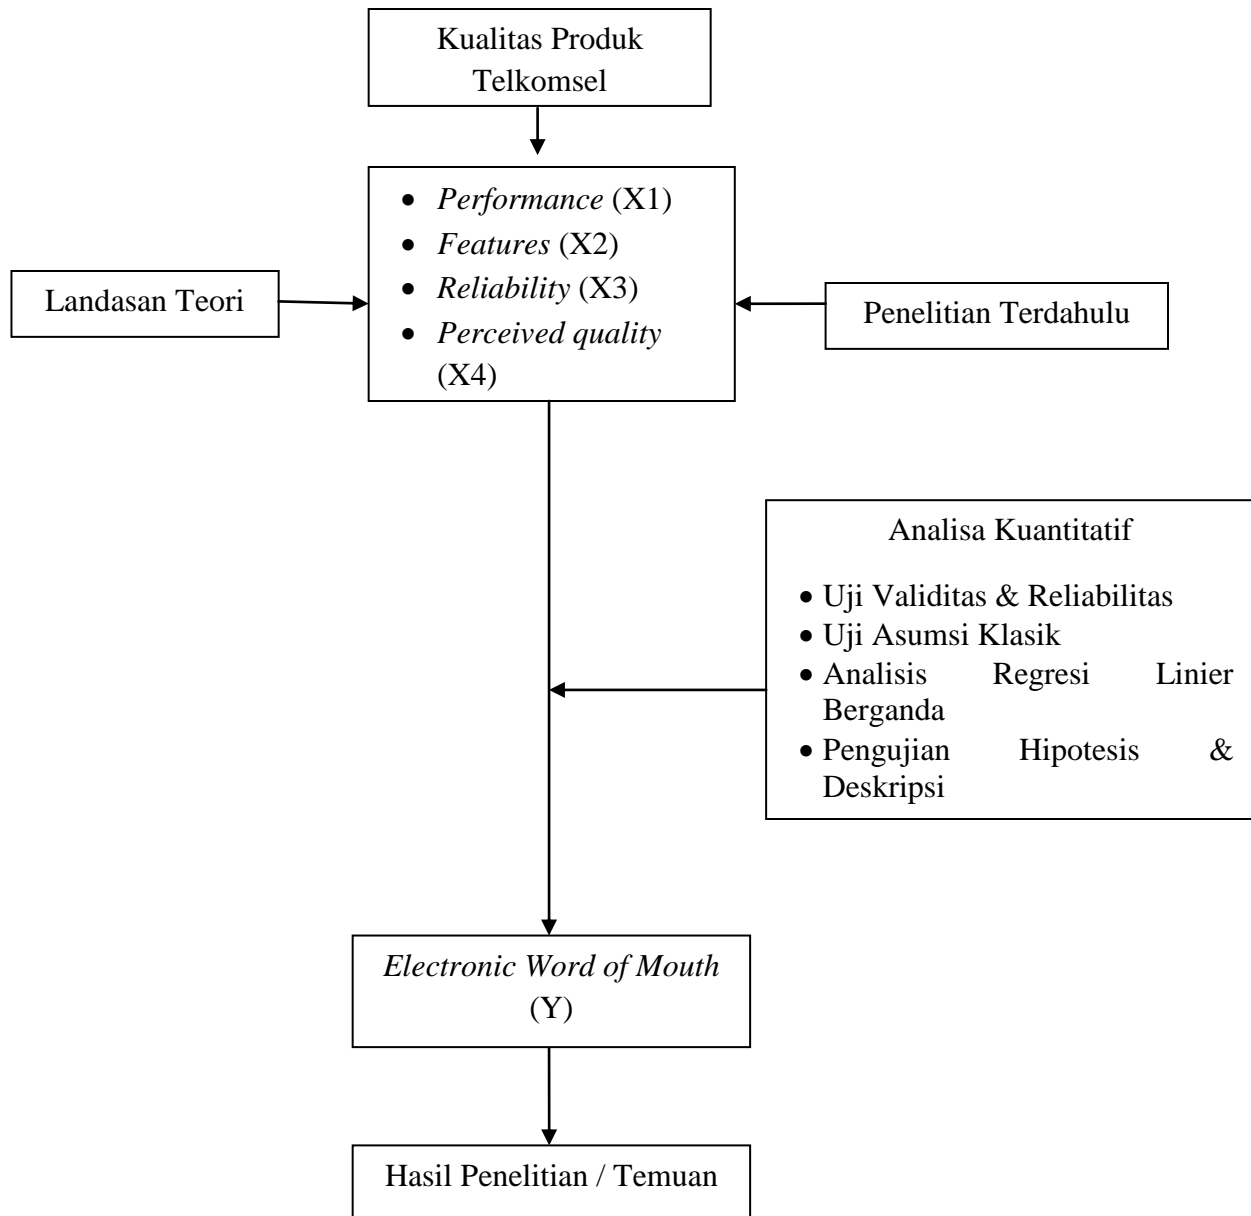 Kualitas Produk
Telkomsel
• Performance (X1)
• Features (X2)
• Reliability (X3)
• Perceived quality
(X4)
Landasan Teori
Penelitian Terdahulu
Analisa Kuantitatif
• Uji Validitas & Reliabilitas
• Uji Asumsi Klasik
• Analisis Regresi Linier
Berganda
• Pengujian Hipotesis &
Deskripsi
Electronic Word of Mouth
(Y)
Hasil Penelitian / Temuan